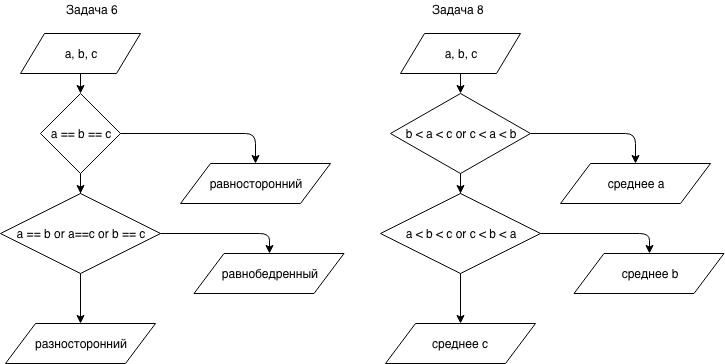 Задача 6
a, b, c
a == b == c
равносторонний
a == b or a==c or b == c
равнобедренный
разносторонний
Задача 8
a, b, c
b < a < c or c < a < b
среднее a
a < b < c or c < b < a
среднее b
среднее c